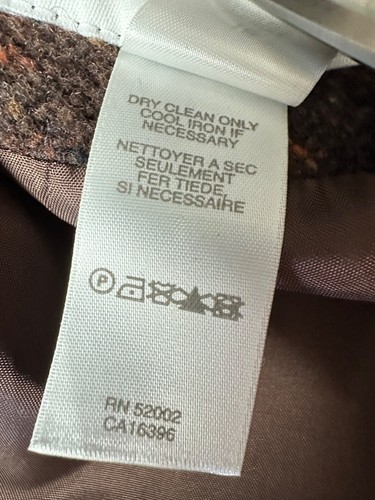 DRY CLEAN ONLY
COOL IRON IF
NECESSARY
NETTOYER A SEC
SEULEMENT
FER TIEDE,
SI NECESSAIRE
P
RN 52002
CA16396